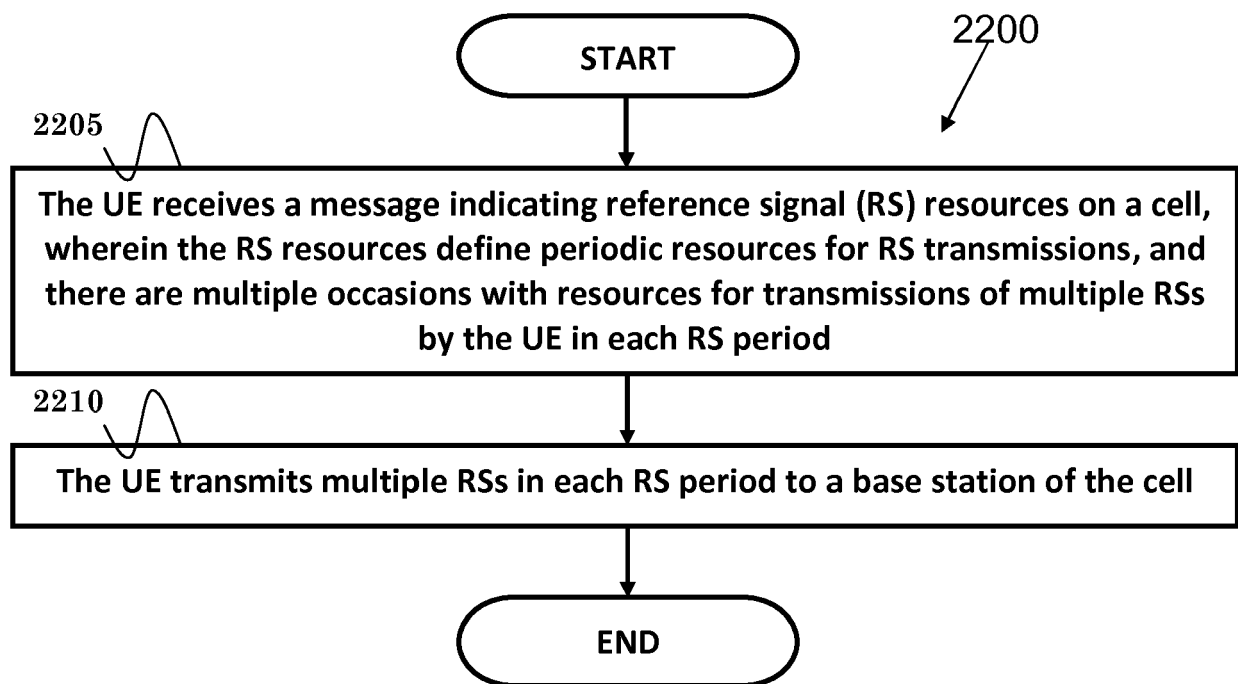 START
2200
2205
The UE receives a message indicating reference signal (RS) resources on a cell,
wherein the RS resources define periodic resources for RS transmissions, and
there are multiple occasions with resources for transmissions of multiple RSs
by the UE in each RS period
2210
The UE transmits multiple RSs in each RS period to a base station of the cell
END